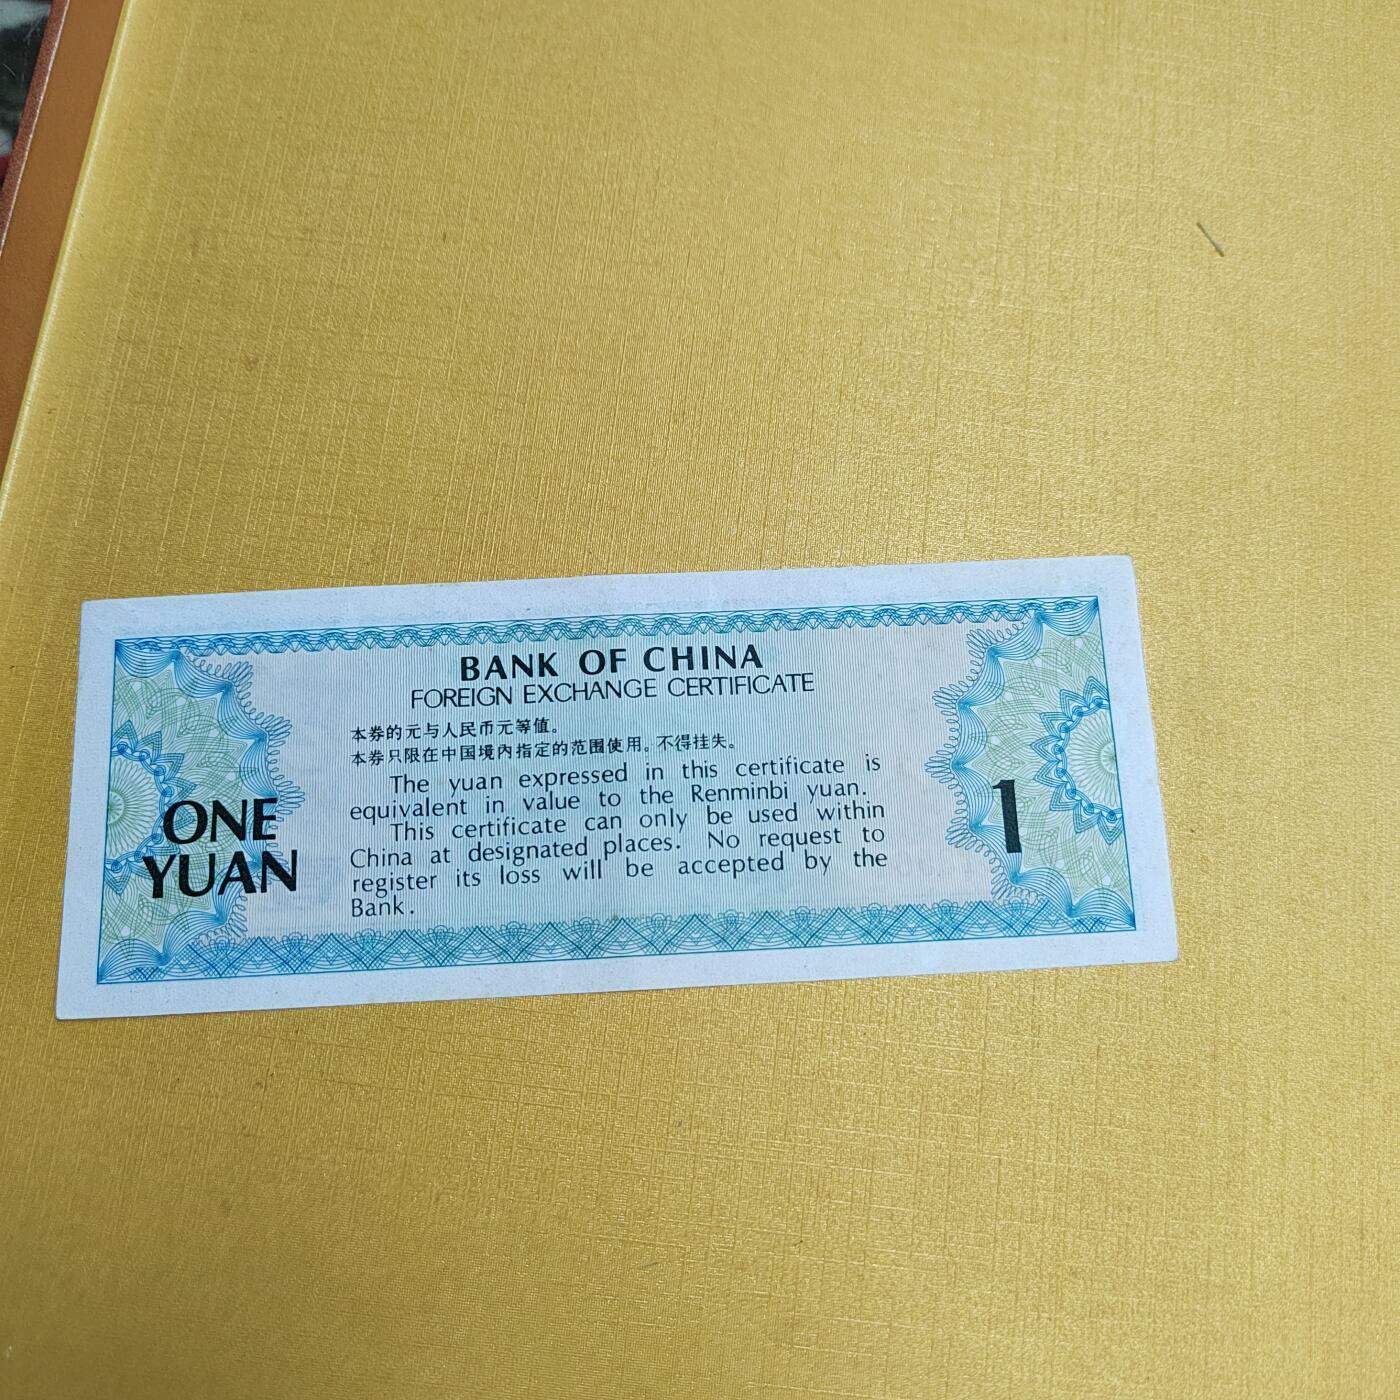 BANK OF CHINA
FOREIGN EXCHANGE CERTIFICATE
本券的元与人民币元等值。
本券只限在中国境内指定的范围使用。不得挂失。
The yuan expressed in this certificate is
equivalent in value to the Renminbi yuan.
This certificate can only be used within
China at designated places. No request to
register its loss will be accepted by the
Bank.
ONE
YUAN
1